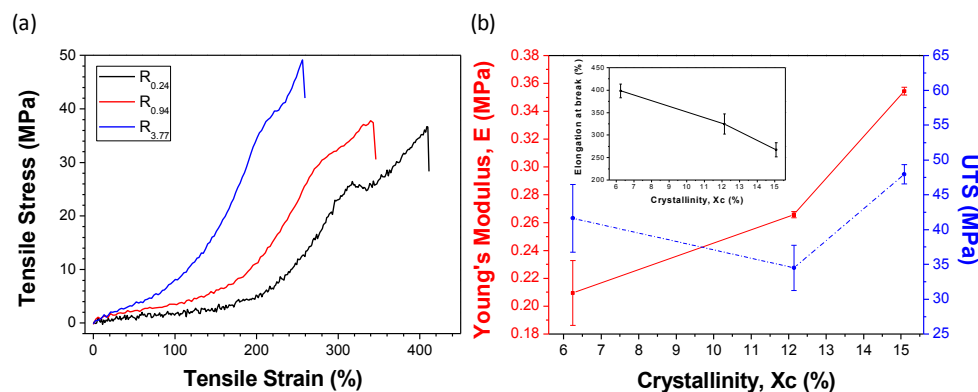 (a)
Tensile Stress (MPa)
50
40
30
20
10
0
R0.24
R0.94
R3.77
0 100 200 300 400
Tensile Strain (%)
(b)
Young's Modulus, E (MPa)
0.38
0.36
0.34
0.32
0.30
0.28
0.26
0.24
0.22
0.20
0.18
Elongation at break (%)
450
400
350
300
250
200
6 7 8 9 10 11 12 13 14 15
Crystallinity, Xc (%)
6 7 8 9 10 11 12 13 14 15
Crystallinity, Xc (%)
65
60
55
50
45
40
35
30
25
UTS (MPa)